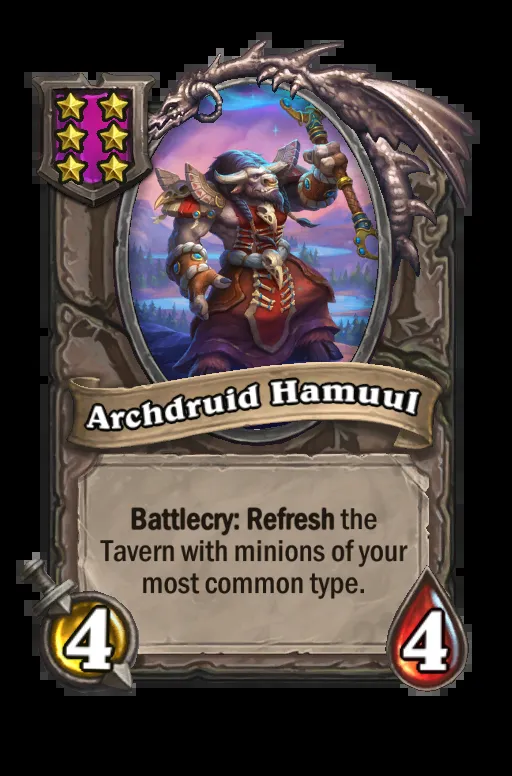 Archdruid Hamuul
Battlecry: Refresh the
Tavern with minions of your
most common type.
4
4